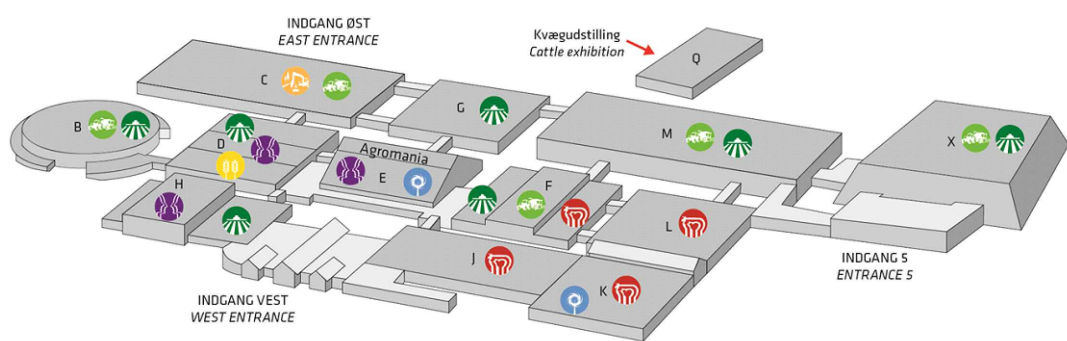 INDGANG ØST
EAST ENTRANCE
Kvægudstilling
Cattle exhibition
Q
C
G
B
D
M
X
Agromania
E
H
F
L
J
K
INDGANG 5
ENTRANCE 5
INDGANG VEST
WEST ENTRANCE